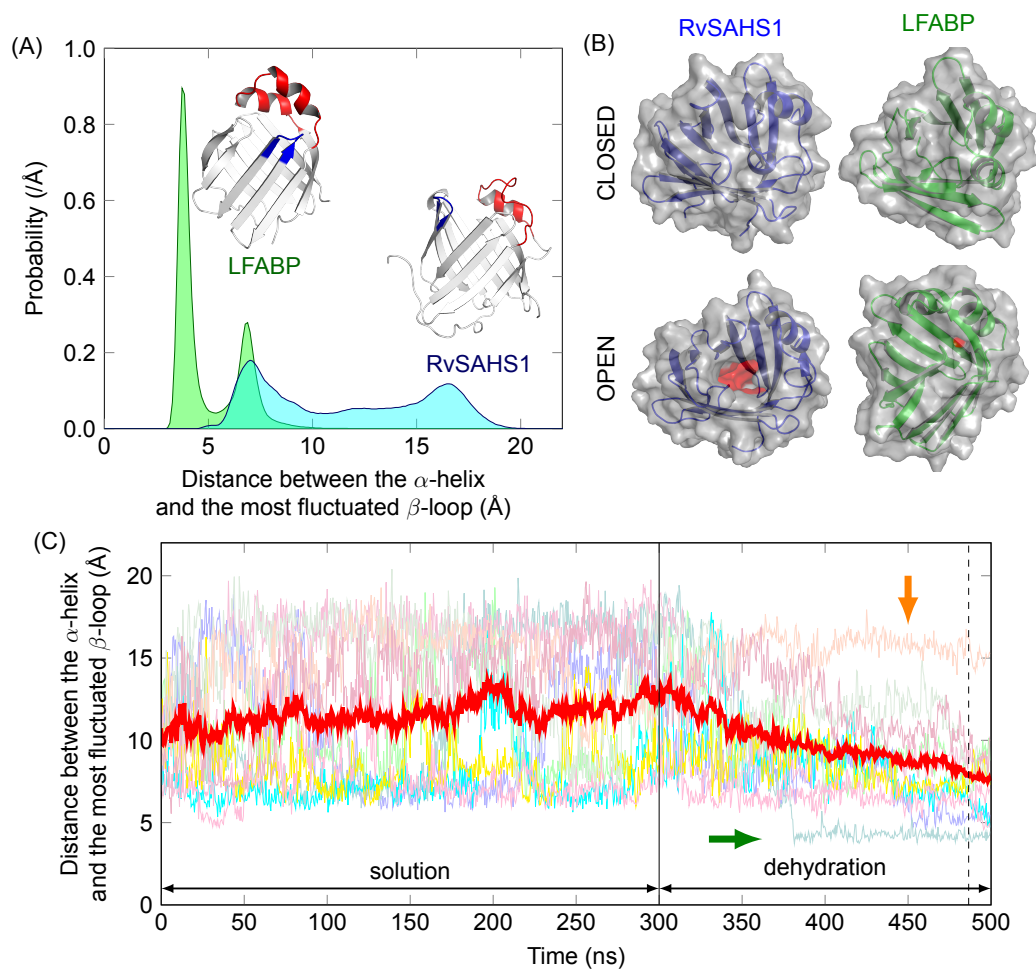 (A)
Probability (/Å)
1.0
0.8
0.6
0.4
0.2
0.0
0
5
10
15
20
LFABP
RvSAHS1
Distance between the α-helix
and the most fluctuated β-loop (Å)
(B)
RvSAHS1
LFABP
CLOSED
OPEN
(C)
Distance between the α-helix
and the most fluctuated β-loop (Å)
20
15
10
5
0
solution
dehydration
0
50
100
150
200
250
300
350
400
450
500
Time (ns)